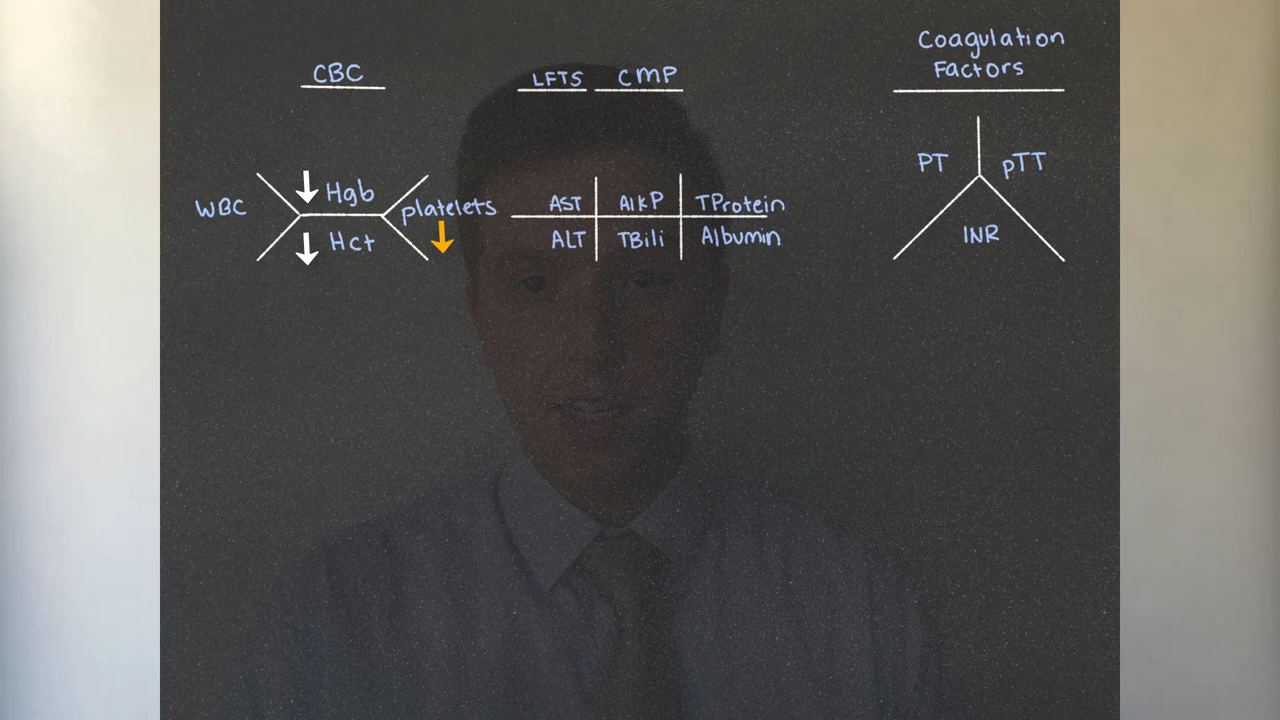 CBC
WBC
Hgb
Hct
platelets
LFTS CMP
AST AlkP TProtein
ALT TBili Albumin
Coagulation
Factors
PT pTT
INR